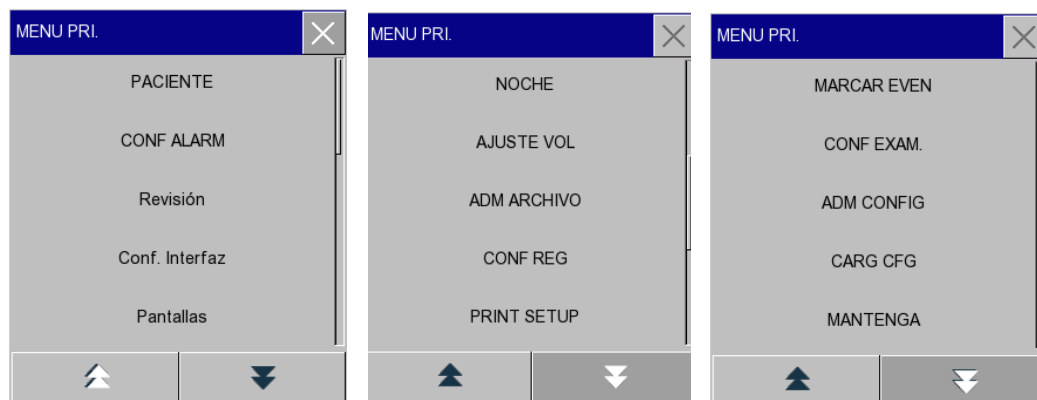 MENU PRI.
PACIENTE
CONF ALARM
Revisión
Conf. Interfaz
Pantallas
MENU PRI.
NOCHE
AJUSTE VOL
ADM ARCHIVO
CONF REG
PRINT SETUP
MENU PRI.
MARCAR EVEN
CONF EXAM.
ADM CONFIG
CARG CFG
MANTENGA